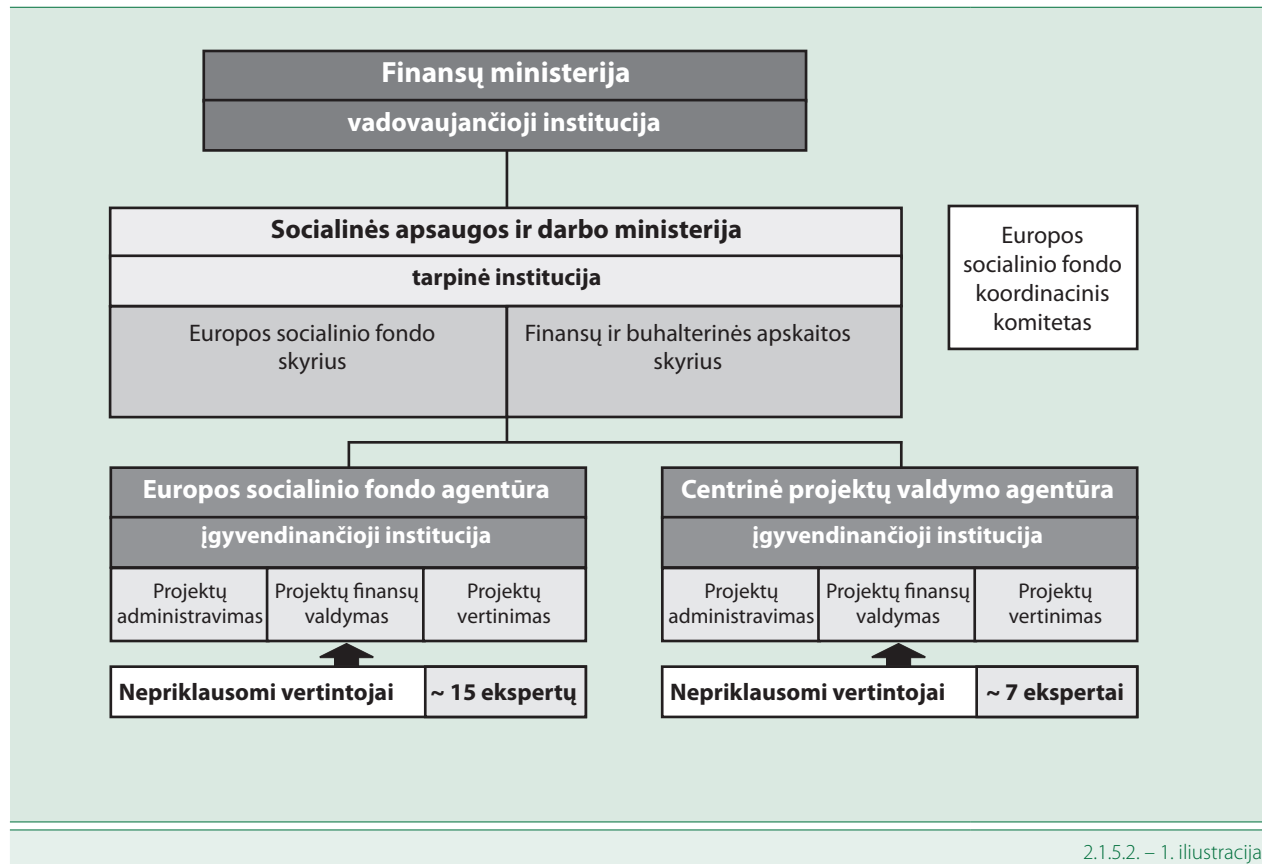 Finansų ministerija
vadovaujančioji institucija
Socialinės apsaugos ir darbo ministerija
tarpinė institucija
Europos socialinio fondo
skyrius
Finansų ir buhalterinės apskaitos
skyrius
Europos
socialinio fondo
koordinacinis
komitetas
Europos socialinio fondo agentūra
įgyvendinančioji institucija
Projektų
administravimas
Projektų finansų
valdymas
Projektų
vertinimas
Nepriklausomi vertintojai
~ 15 ekspertų
Centrinė projektų valdymo agentūra
įgyvendinančioji institucija
Projektų
administravimas
Projektų finansų
valdymas
Projektų
vertinimas
Nepriklausomi vertintojai
~ 7 ekspertai
2.1.5.2. – 1. iliustracija